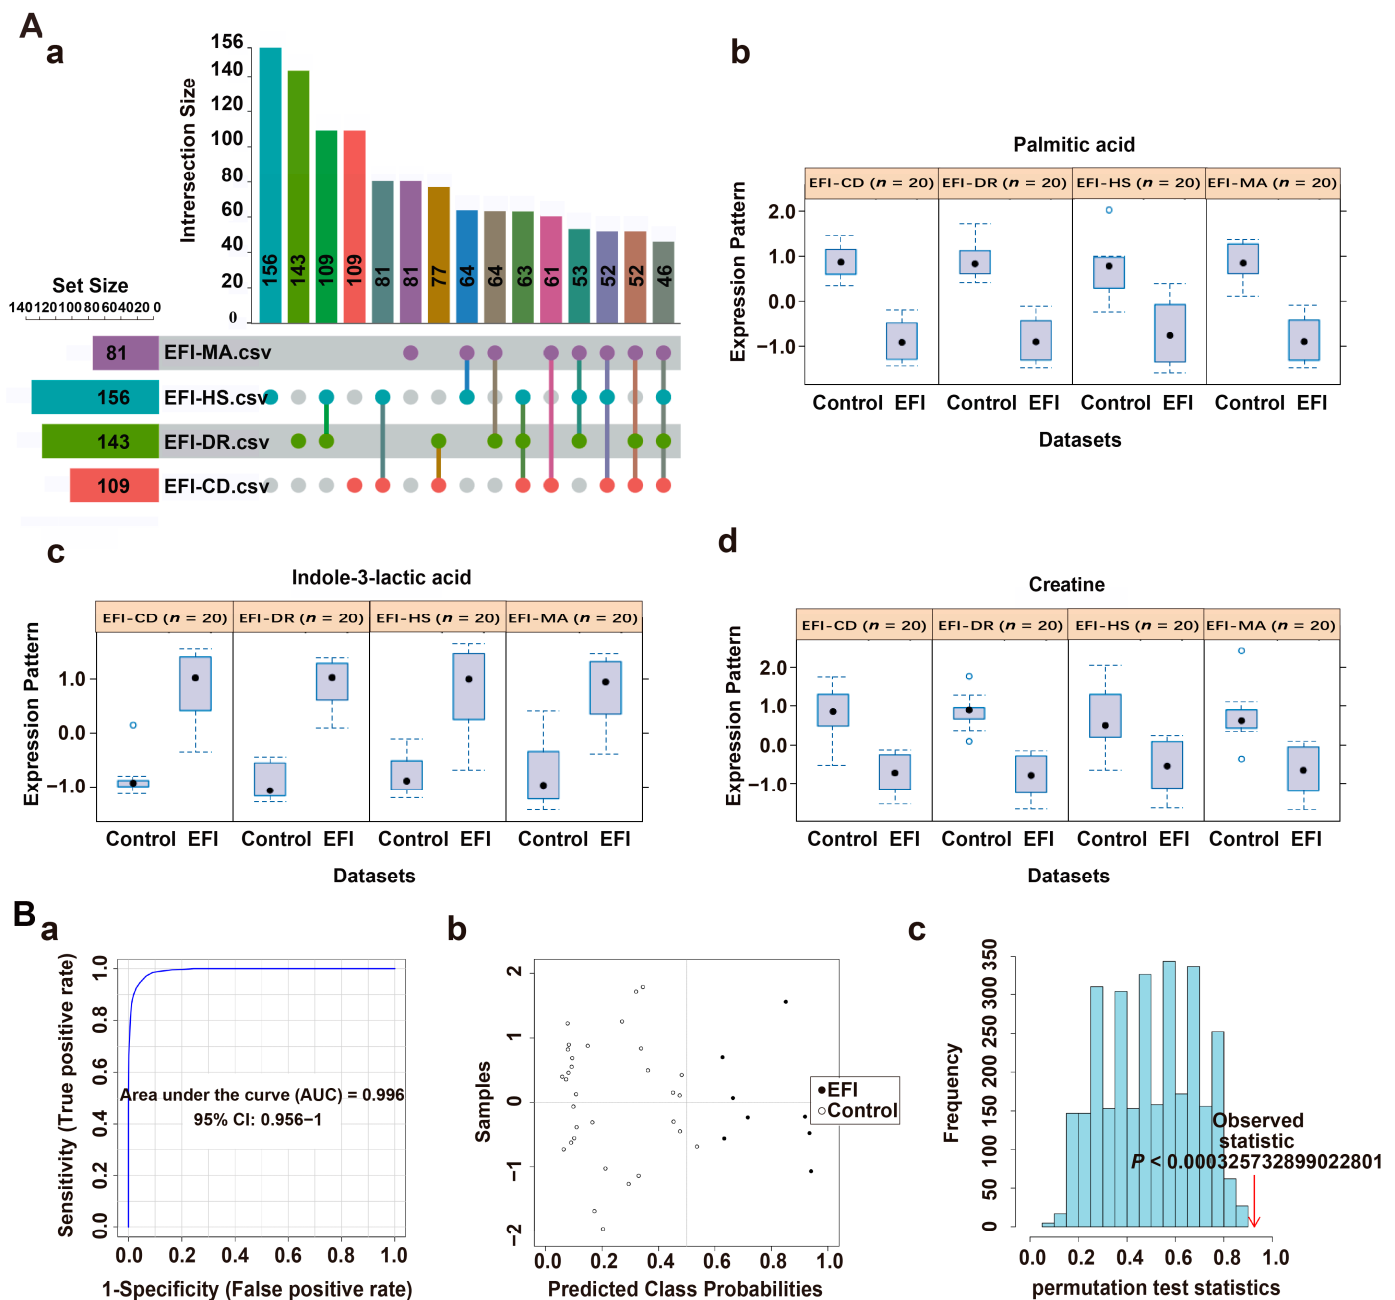 A
a
Intrersection Size
156
140
120
100
80
60
40
20
0
156 143 109 109 81 81 77 64 64 63 61 53 52 52 46
Set Size
140 120 100 80 60 40 20 0
81 EFI-MA.csv
156 EFI-HS.csv
143 EFI-DR.csv
109 EFI-CD.csv
b
Palmitic acid
EFI-CD (n = 20) EFI-DR (n = 20) EFI-HS (n = 20) EFI-MA (n = 20)
Expression Pattern
2.0
1.0
0.0
−1.0
Control EFI Control EFI Control EFI Control EFI
Datasets
c
Indole-3-lactic acid
EFI-CD (n = 20) EFI-DR (n = 20) EFI-HS (n = 20) EFI-MA (n = 20)
Expression Pattern
1.0
0.0
−1.0
Control EFI Control EFI Control EFI Control EFI
Datasets
d
Creatine
EFI-CD (n = 20) EFI-DR (n = 20) EFI-HS (n = 20) EFI-MA (n = 20)
Expression Pattern
2.0
1.0
0.0
−1.0
Control EFI Control EFI Control EFI Control EFI
Datasets
B
a
Sensitivity (True positive rate)
1.0
0.8
0.6
0.4
0.2
0.0
Area under the curve (AUC) = 0.996
95% CI: 0.956−1
0.0 0.2 0.4 0.6 0.8 1.0
1-Specificity (False positive rate)
b
Samples
2
1
0
−1
−2
EFI
Control
0.0 0.2 0.4 0.6 0.8 1.0
Predicted Class Probabilities
c
Frequency
350
300
250
200
150
100
50
0
Observed
statistic
P < 0.000325732899022801
0.0 0.2 0.4 0.6 0.8 1.0
permutation test statistics